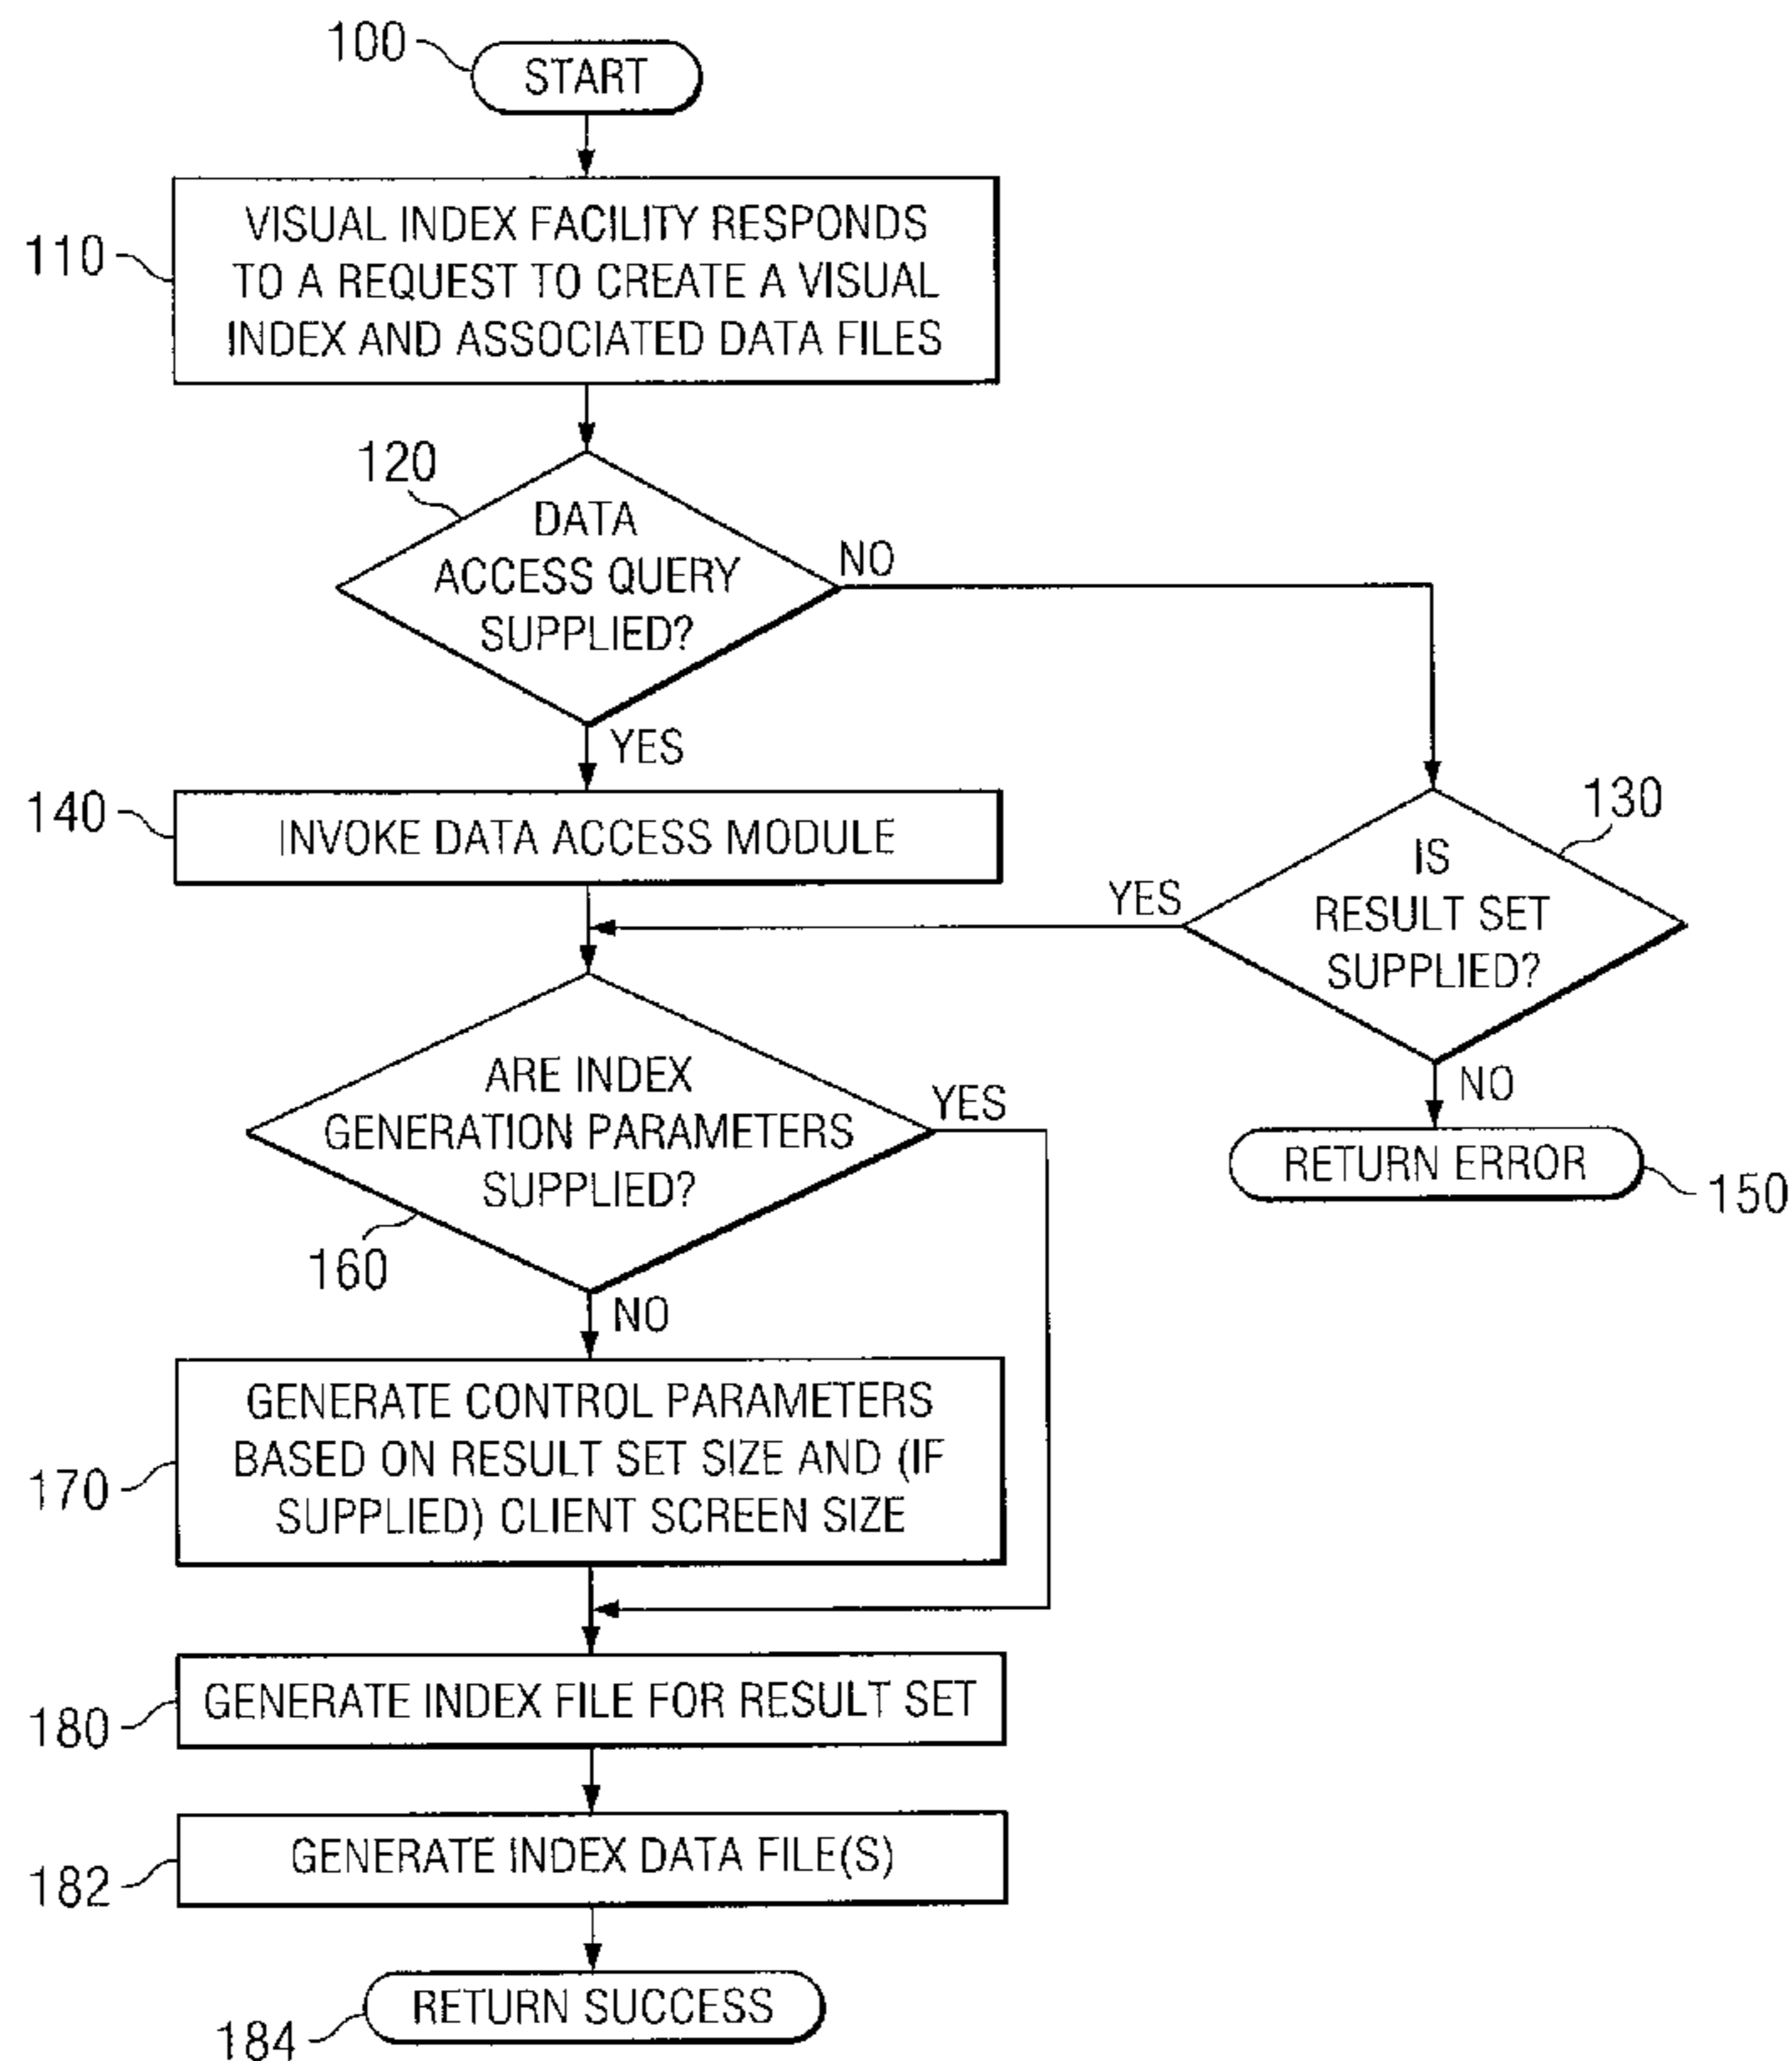 100
START
110
VISUAL INDEX FACILITY RESPONDS
TO A REQUEST TO CREATE A VISUAL
INDEX AND ASSOCIATED DATA FILES
120
DATA
ACCESS QUERY
SUPPLIED?
NO
YES
140
INVOKE DATA ACCESS MODULE
130
IS
RESULT SET
SUPPLIED?
YES
NO
RETURN ERROR
150
ARE INDEX
GENERATION PARAMETERS
SUPPLIED?
YES
160
NO
GENERATE CONTROL PARAMETERS
BASED ON RESULT SET SIZE AND (IF
SUPPLIED) CLIENT SCREEN SIZE
170
GENERATE INDEX FILE FOR RESULT SET
180
GENERATE INDEX DATA FILE(S)
182
RETURN SUCCESS
184